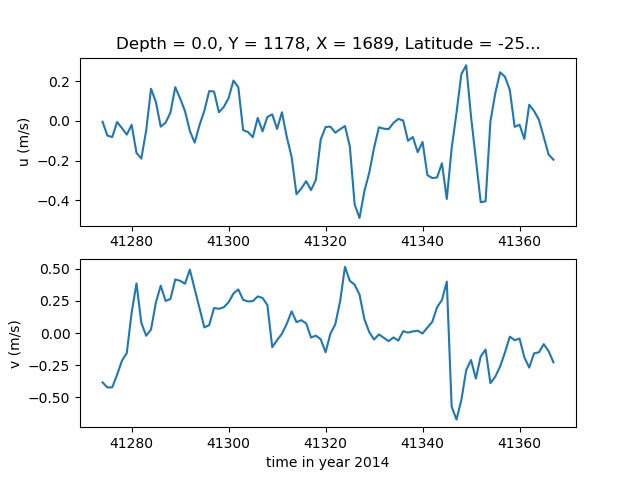 Depth = 0.0, Y = 1178, X = 1689, Latitude = -25...
0.2
0.0
−0.2
−0.4
u (m/s)
41280 41300 41320 41340 41360
0.50
0.25
0.00
−0.25
−0.50
v (m/s)
41280 41300 41320 41340 41360
time in year 2014